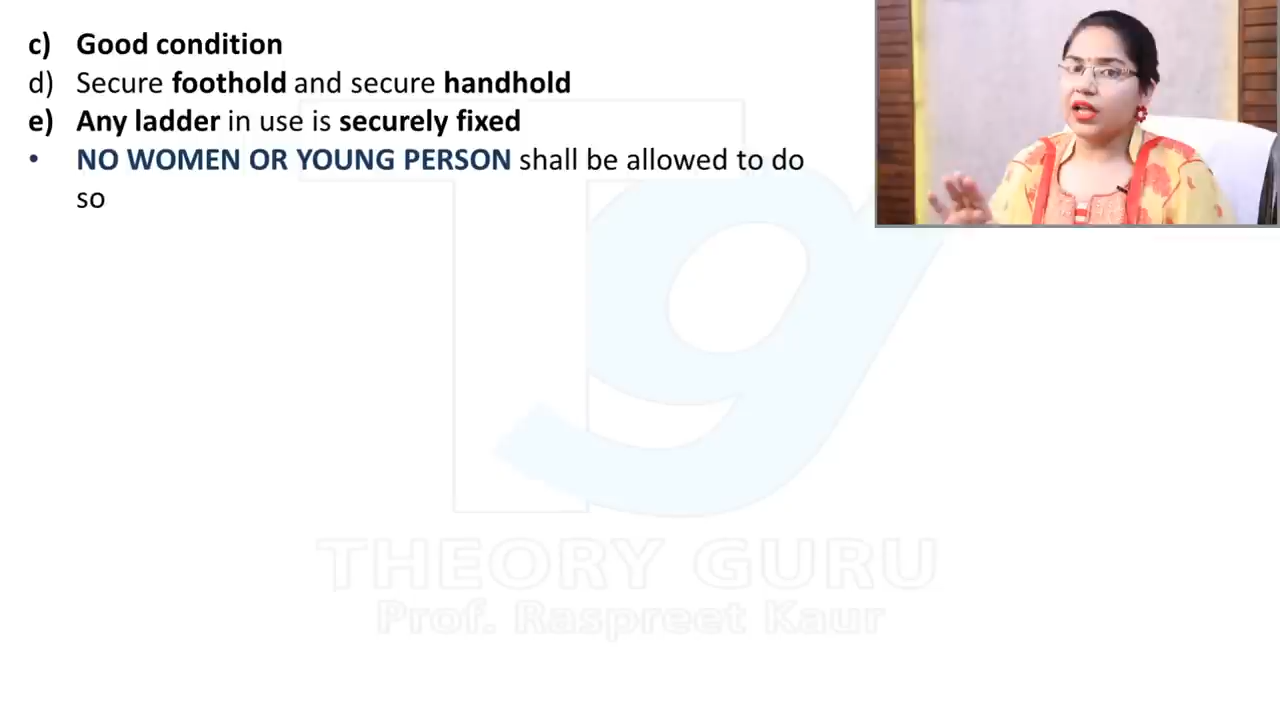 c) Good condition
d) Secure foothold and secure handhold
e) Any ladder in use is securely fixed
• NO WOMEN OR YOUNG PERSON shall be allowed to do
so
THEORY GURU
Prof. Raspreet Kaur